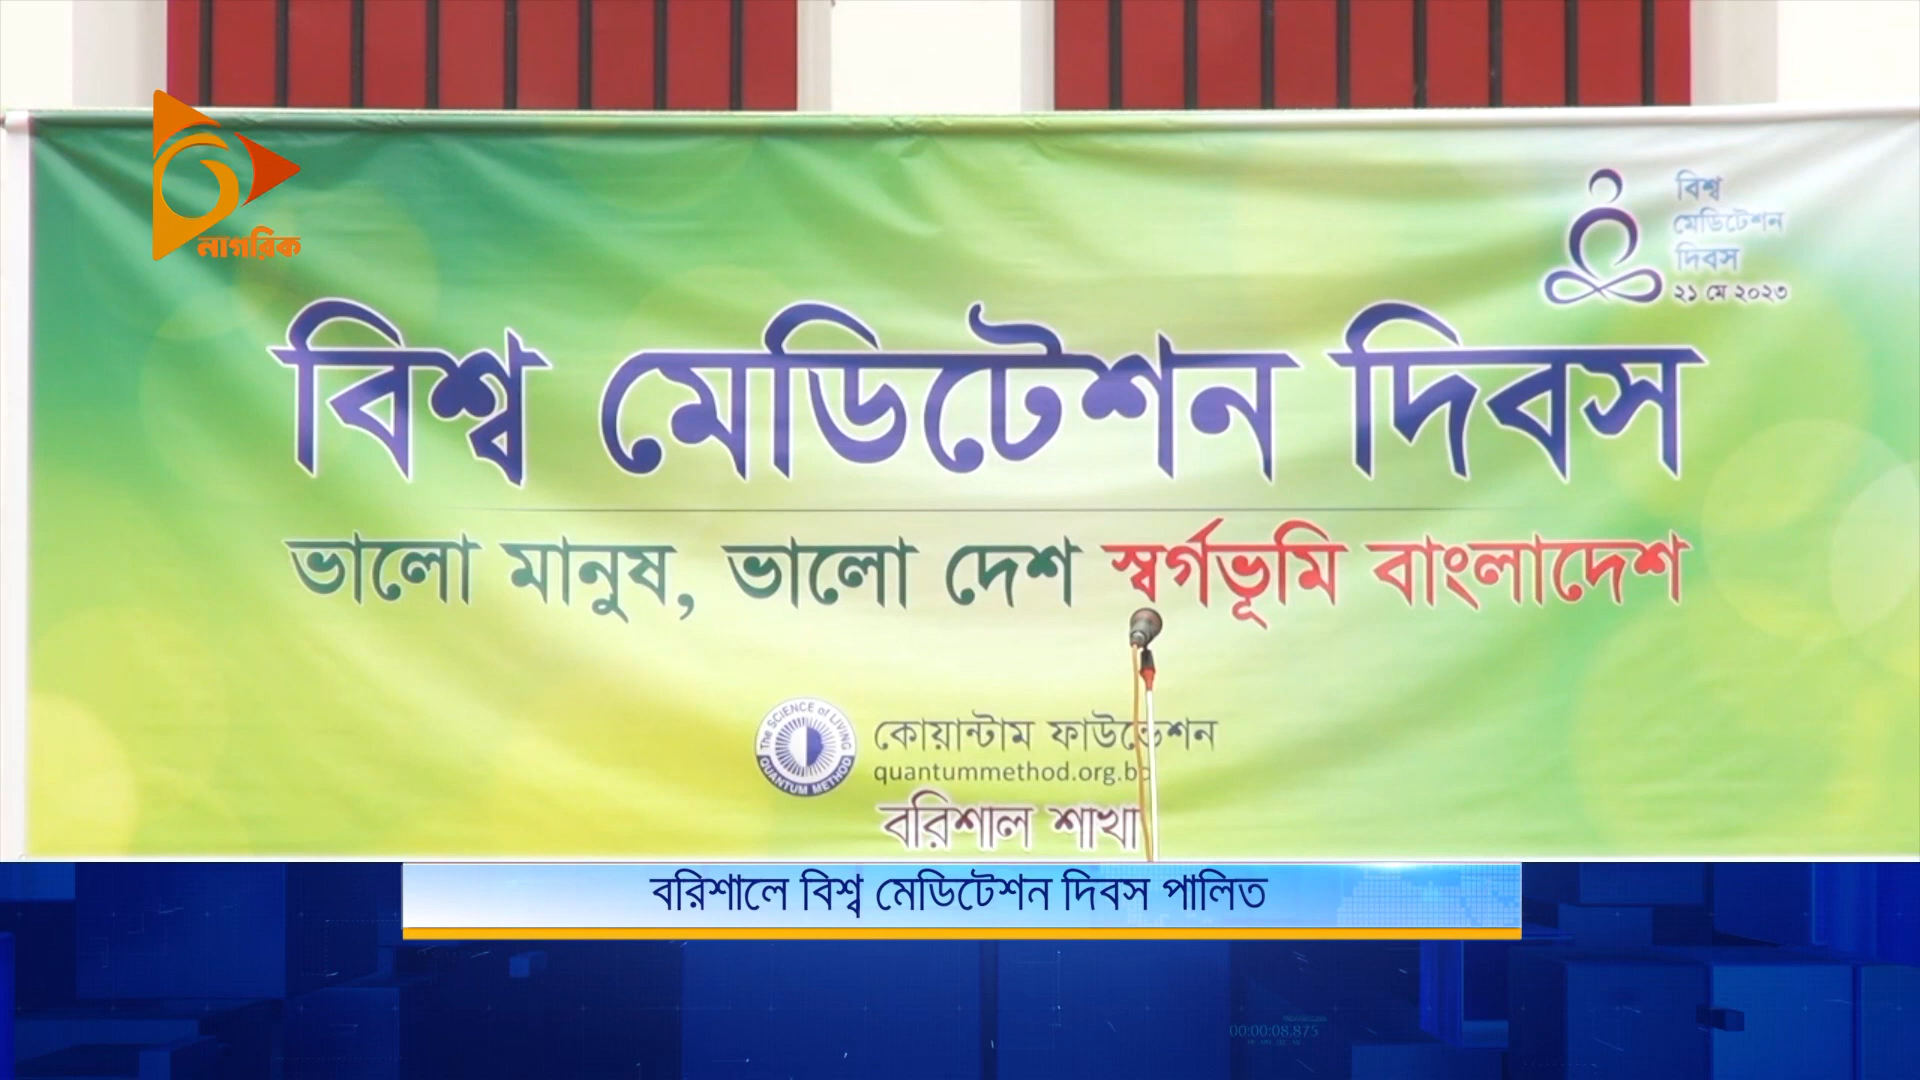 নাগরিক
বিশ্ব
মেডিটেশন
দিবস
২১ মে ২০২৩
বিশ্ব মেডিটেশন দিবস
ভালো মানুষ, ভালো দেশ স্বর্গভূমি বাংলাদেশ
The SCIENCE of LIVING
QUANTUM METHOD
কোয়ান্টাম ফাউন্ডেশন
quantummethod.org.bd
বরিশাল শাখা
বরিশালে বিশ্ব মেডিটেশন দিবস পালিত
00:00:08.875